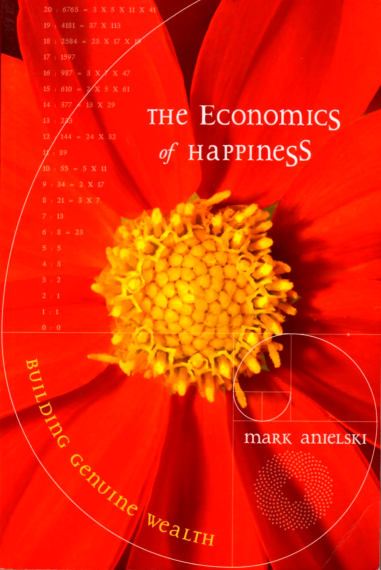 20 : 6765 = 3 X 5 X 11 X 41
19 : 4181 = 37 X 113
18 : 2584 = 23 X 17 X 19
17 : 1597
16 : 987 = 3 X 7 X 47
15 : 610 = 2 X 5 X 61
14 : 377 = 13 X 29
13 : 233
12 : 144 = 24 X 32
11 : 89
10 : 55 = 5 X 11
9 : 34 = 2 X 17
8 : 21 = 3 X 7
7 : 13
6 : 8 = 23
5 : 5
4 : 3
3 : 2
2 : 1
1 : 1
0 : 0
THE ECONOMICS
of HAPPINESS
BUILDING GENUINE WEALTH
MARK ANIELSKI